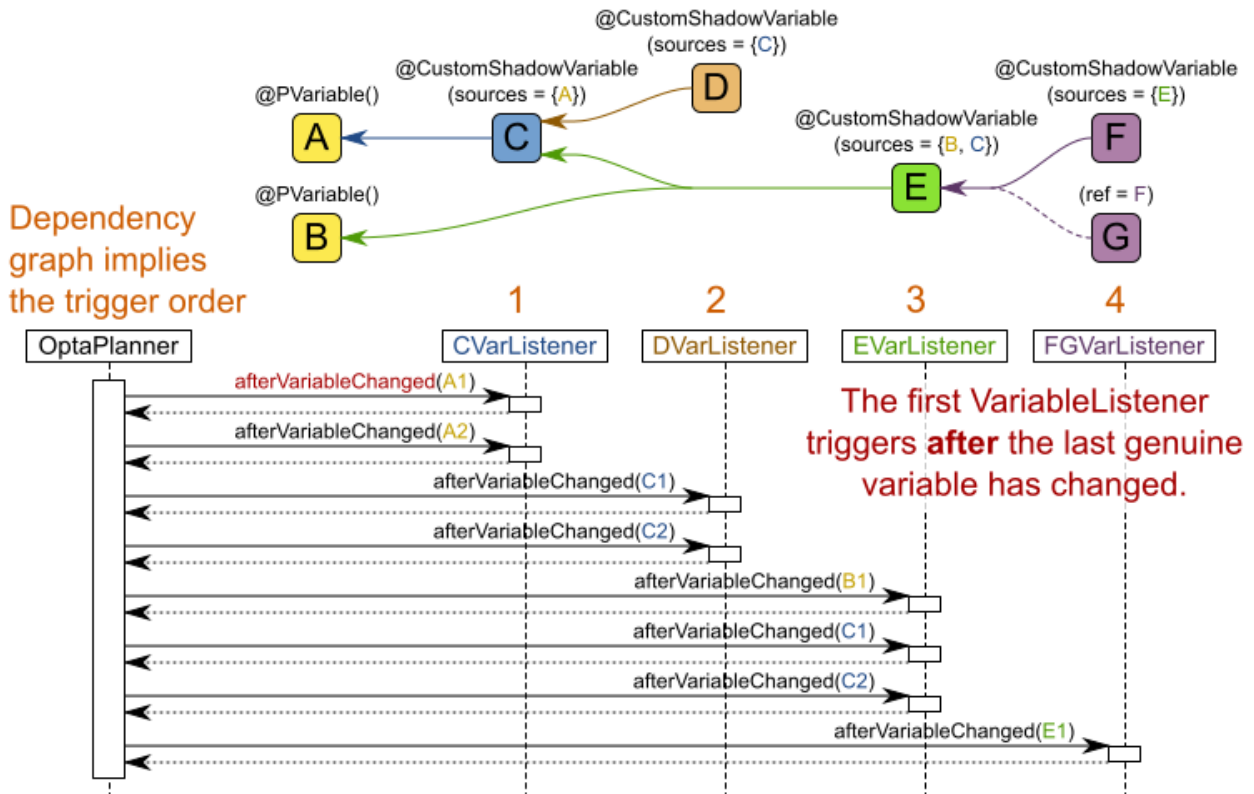 @CustomShadowVariable
(sources = {C})
@CustomShadowVariable
(sources = {A})
@CustomShadowVariable
(sources = {E})
@PVariable()
D
@CustomShadowVariable
(sources = {B, C})
A
C
F
E
@PVariable()
(ref = F)
B
G
Dependency
graph implies
the trigger order
1
2
3
4
OptaPlanner
CVarListener
DVarListener
EVarListener
FGVarListener
afterVariableChanged(A1)
The first VariableListener
triggers after the last genuine
variable has changed.
afterVariableChanged(A2)
afterVariableChanged(C1)
afterVariableChanged(C2)
afterVariableChanged(B1)
afterVariableChanged(C1)
afterVariableChanged(C2)
afterVariableChanged(E1)